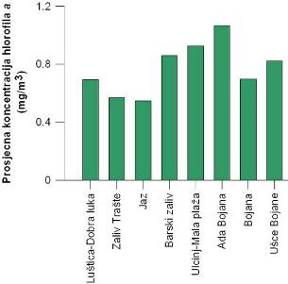 Prosjecna koncentracija hlorofila a
(mg/m3)
1.2
0.8
0.4
0
Luštica-Dobra luka
Zaliv Trašte
Jaz
Barski zaliv
Ulcinj-Mala plaža
Ada Bojana
Bojana
Ušce Bojane